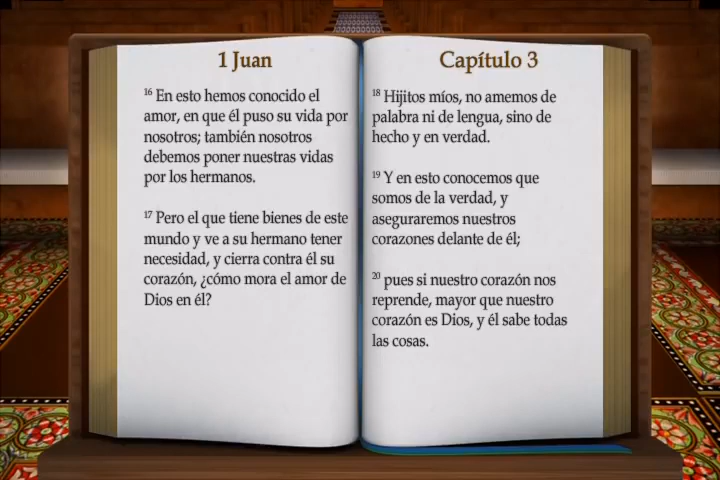 1 Juan
16 En esto hemos conocido el
amor, en que él puso su vida por
nosotros; también nosotros
debemos poner nuestras vidas
por los hermanos.
17 Pero el que tiene bienes de este
mundo y ve a su hermano tener
necesidad, y cierra contra él su
corazón, ¿cómo mora el amor de
Dios en él?
Capítulo 3
18 Hijitos míos, no amemos de
palabra ni de lengua, sino de
hecho y en verdad.
19 Y en esto conocemos que
somos de la verdad, y
aseguraremos nuestros
corazones delante de él;
20 pues si nuestro corazón nos
reprende, mayor que nuestro
corazón es Dios, y él sabe todas
las cosas.